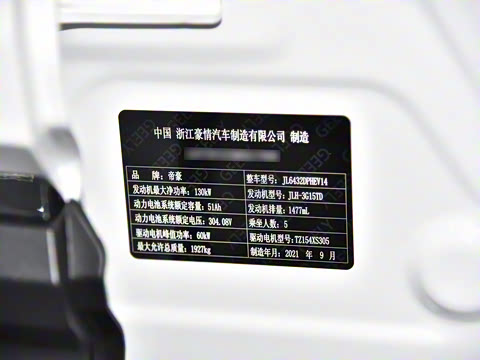 中国 浙江豪情汽车制造有限公司 制造
品 牌: 帝豪 整车型号: JL6432DPHEV14
发动机最大净功率: 130kW 发动机型号: JLH-3G15TD
动力电池系统额定容量: 51Ah 发动机排量: 1477mL
动力电池系统额定电压: 304.08V 乘坐人数: 5
驱动电机峰值功率: 60kW 驱动电机型号: TZ154XS305
最大允许总质量: 1927kg 制造年月: 2021 年 9 月